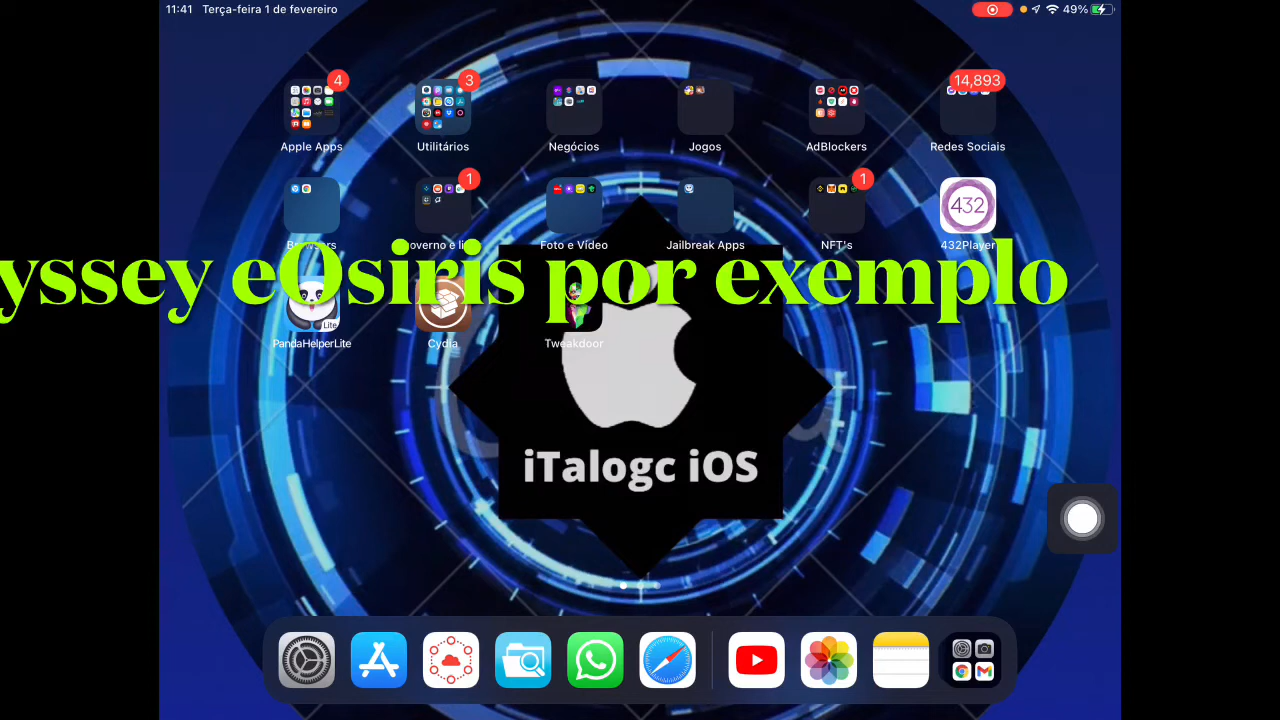 11:41 Terça-feira 1 de fevereiro
49%
4
3
14,893
Apple Apps
Utilitários
Negócios
Jogos
AdBlockers
Redes Sociais
1
1
432
Foto e Vídeo
Jailbreak Apps
NFT's
432Player
yssey eOsiris por exemplo
Lite
PandaHelperLite
Cydia
Tweakdoor
iTalogc iOS